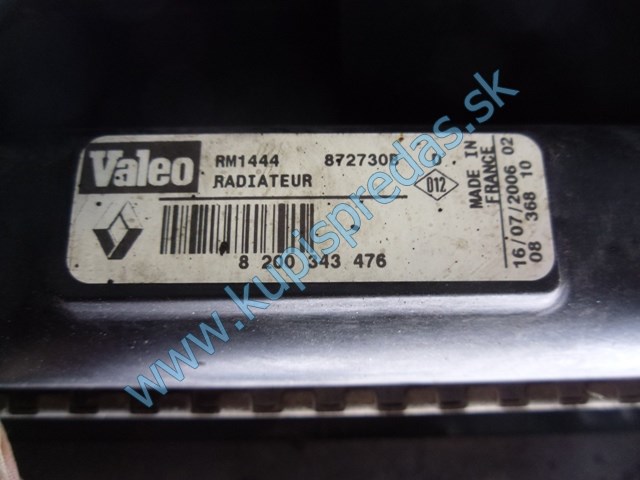 Valeo
RM1444 872730B D
RADIATEUR
012
8 200 343 476
MADE IN
FRANCE
16/07/2006 02
08 368 10
www.kupispredas.sk